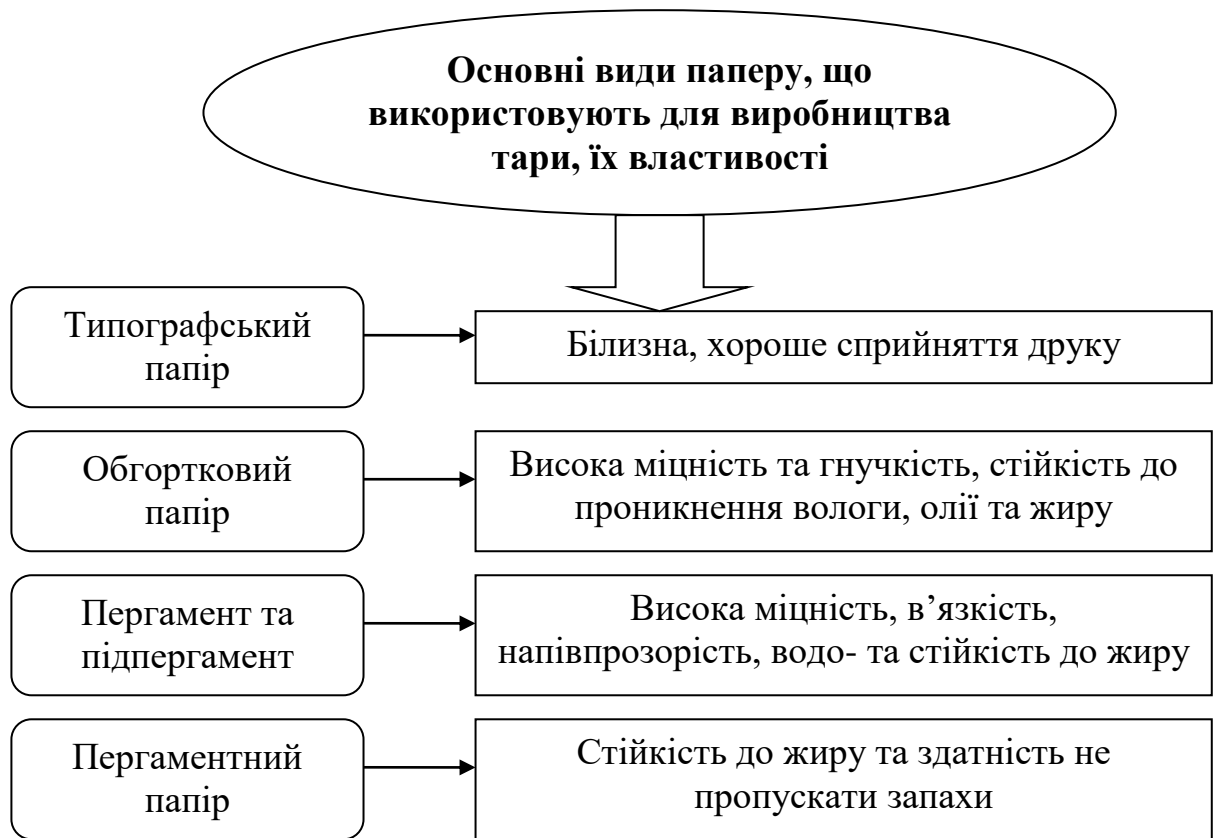 Основні види паперу, що
використовують для виробництва
тари, їх властивості
Типографський
папір
Білизна, хороше сприйняття друку
Обгортковий
папір
Висока міцність та гнучкість, стійкість до
проникнення вологи, олії та жиру
Пергамент та
підпергамент
Висока міцність, в’язкість,
напівпрозорість, водо- та стійкість до жиру
Пергаментний
папір
Стійкість до жиру та здатність не
пропускати запахи